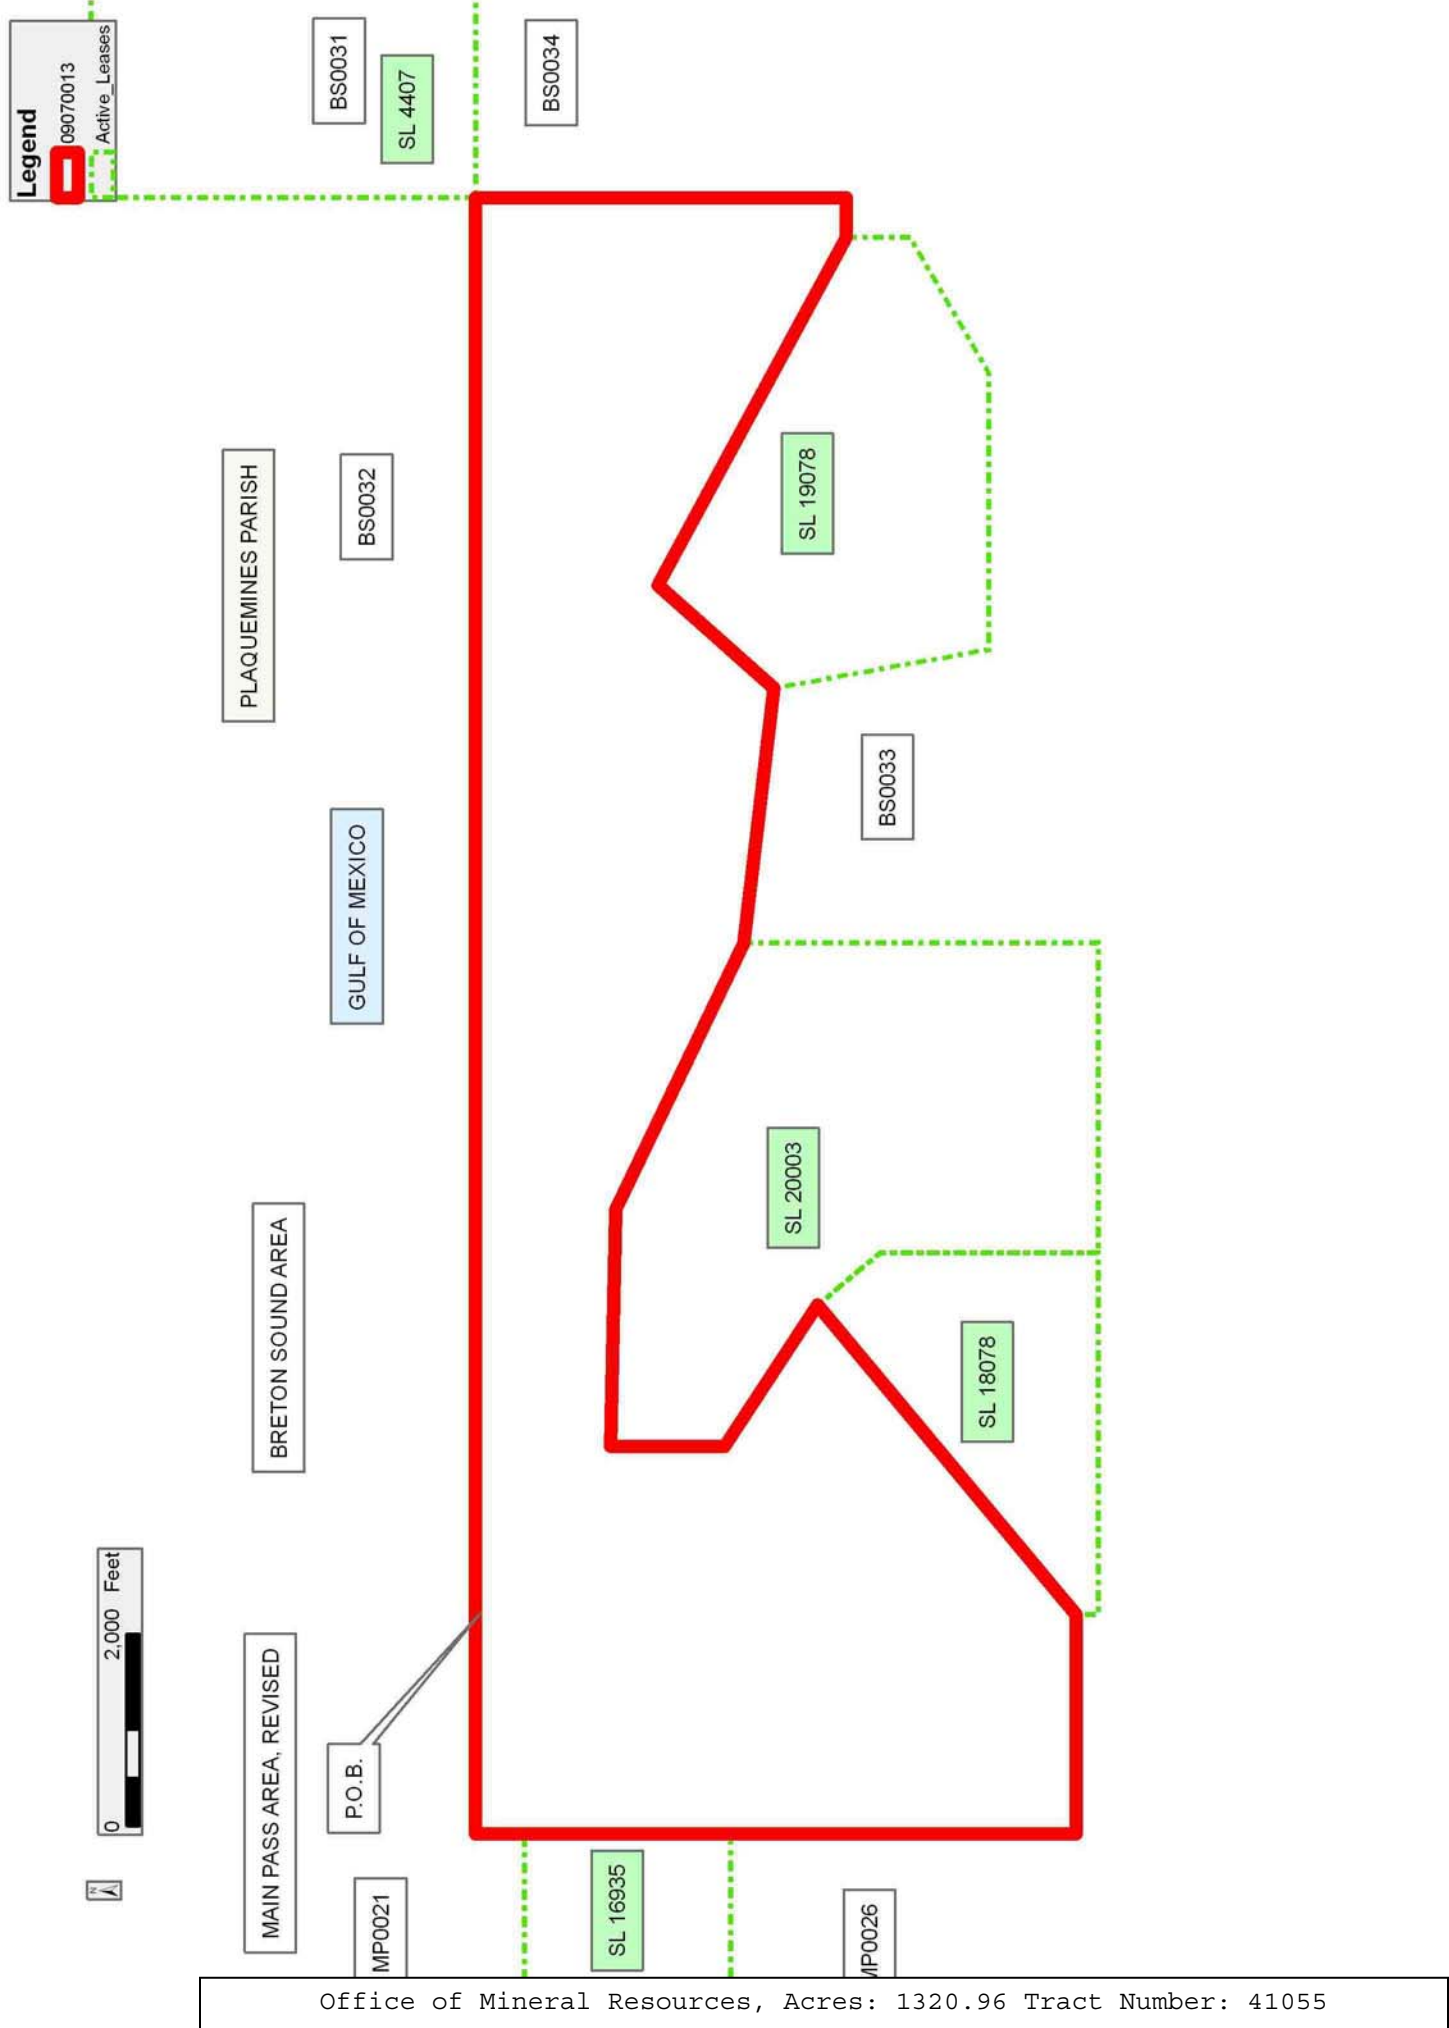 Legend
09070013
Active_Leases
BS0031
SL 4407
BS0034
PLAQUEMINES PARISH
BS0032
SL 19078
GULF OF MEXICO
BS0033
BRETON SOUND AREA
SL 20003
SL 18078
0 2,000 Feet
MAIN PASS AREA, REVISED
P.O.B.
N
MP0021
SL 16935
MP0026
Office of Mineral Resources, Acres: 1320.96 Tract Number: 41055